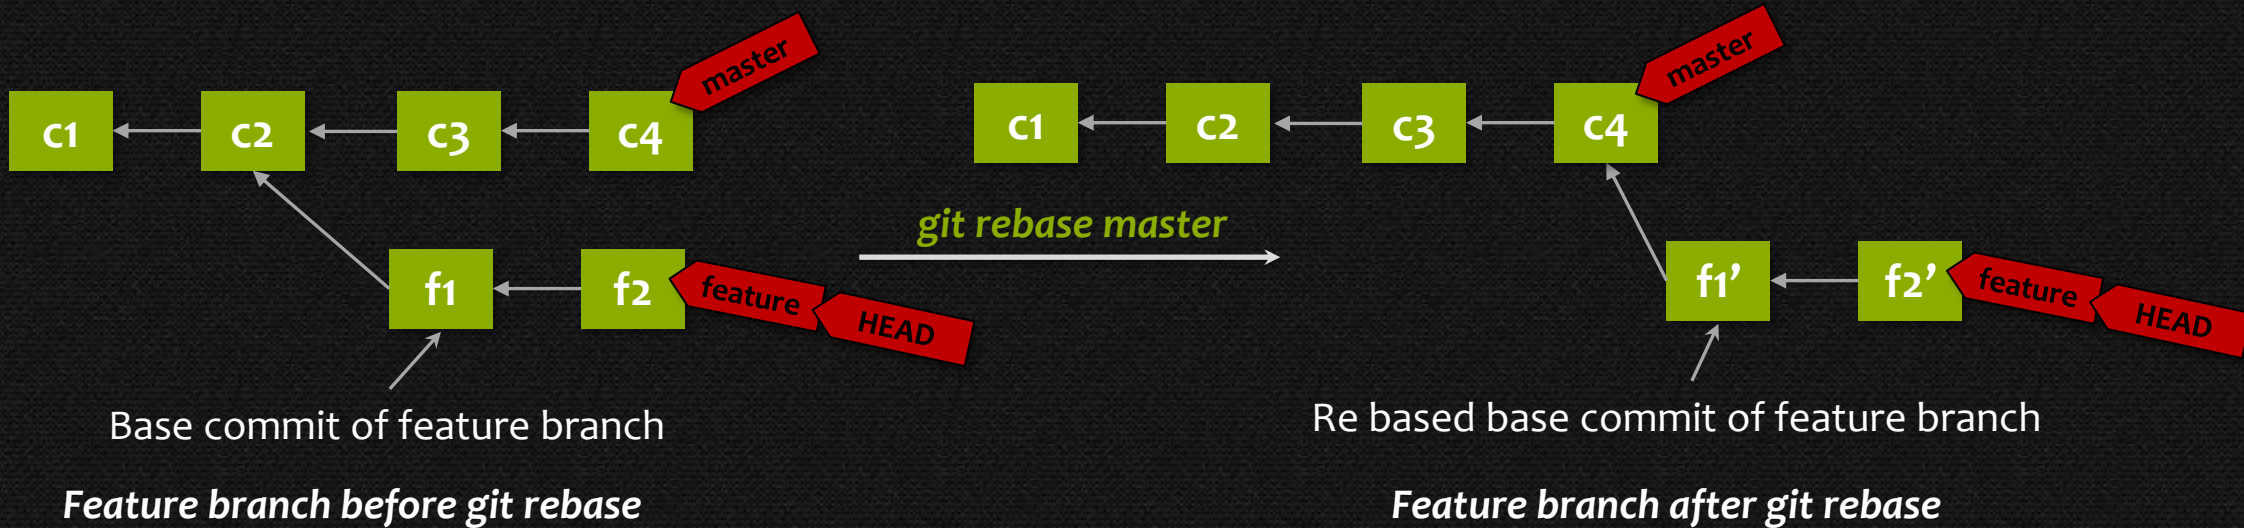 master
c1
c2
c3
c4
f1
f2
feature
HEAD
Base commit of feature branch
Feature branch before git rebase
git rebase master
master
c1
c2
c3
c4
f1’
f2’
feature
HEAD
Re based base commit of feature branch
Feature branch after git rebase